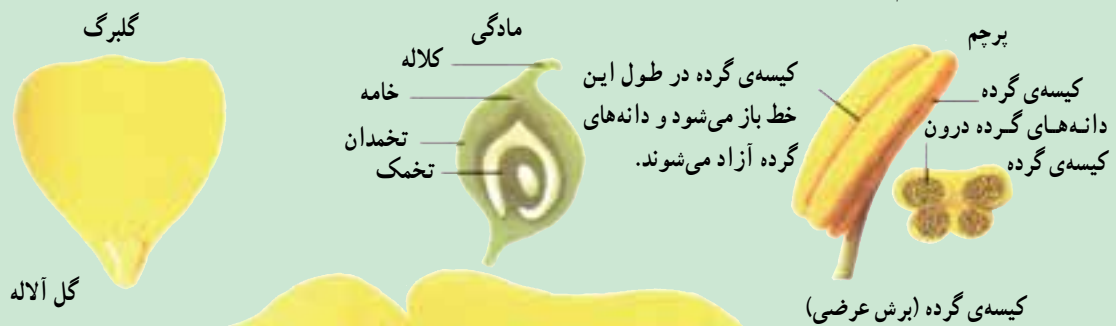 پرچم
کیسه‌ی گرده
دانه‌های گرده درون
کیسه‌ی گرده
کیسه‌ی گرده در طول این
خط باز می‌شود و دانه‌های
گرده آزاد می‌شوند.
کیسه‌ی گرده (برش عرضی)
مادگی
کلاله
خامه
تخمدان
تخمک
گلبرگ
گل آلاله